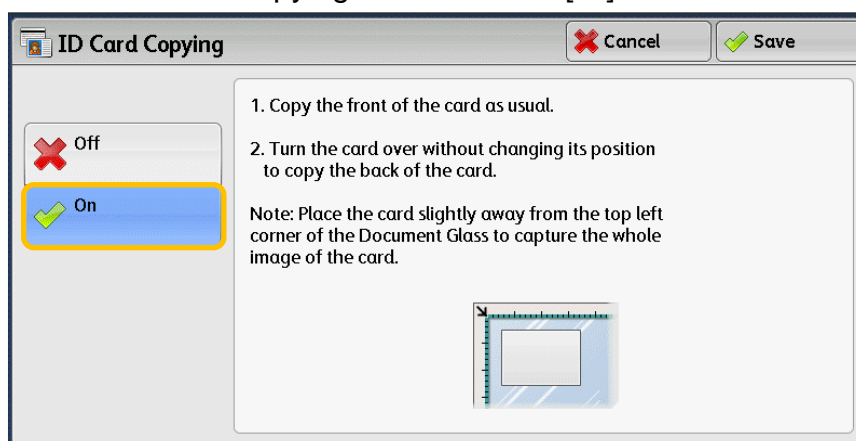 ID Card Copying
Cancel
Save
Off
On
1. Copy the front of the card as usual.
2. Turn the card over without changing its position
to copy the back of the card.
Note: Place the card slightly away from the top left
corner of the Document Glass to capture the whole
image of the card.